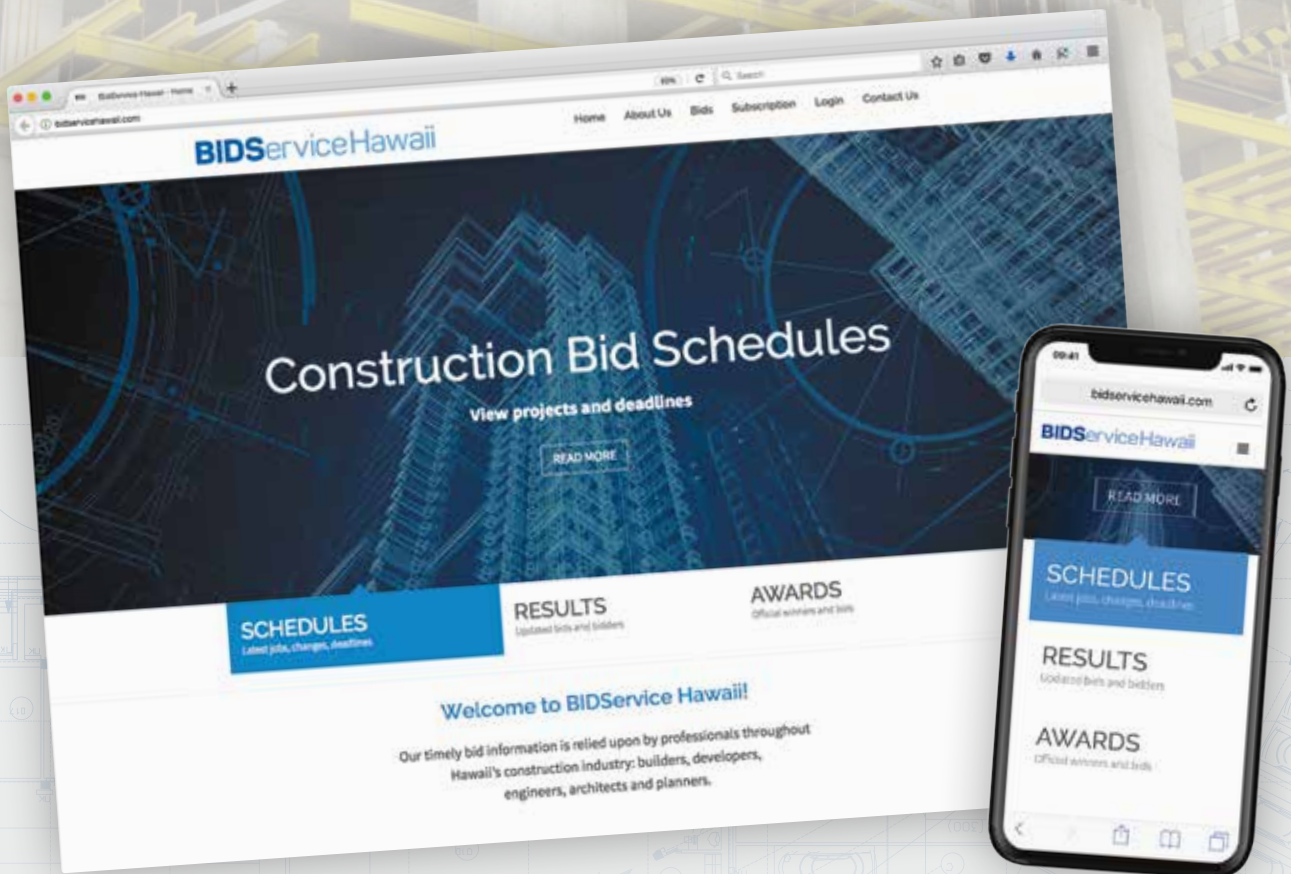 BidService Hawaii - Home
bidservicehawaii.com
Search
BIDServiceHawaii
Home About Us Bids Subscription Login Contact Us
Construction Bid Schedules
View projects and deadlines
READ MORE
SCHEDULES
Latest jobs, changes, deadlines
RESULTS
Updated bids and bidders
AWARDS
Official winners and bids
Welcome to BIDService Hawaii!
Our timely bid information is relied upon by professionals throughout
Hawaii's construction industry: builders, developers,
engineers, architects and planners.
09:41
bidservicehawaii.com
BIDServiceHawaii
READ MORE
SCHEDULES
Latest jobs, changes, deadlines
RESULTS
Updated bids and bidders
AWARDS
Official winners and bids